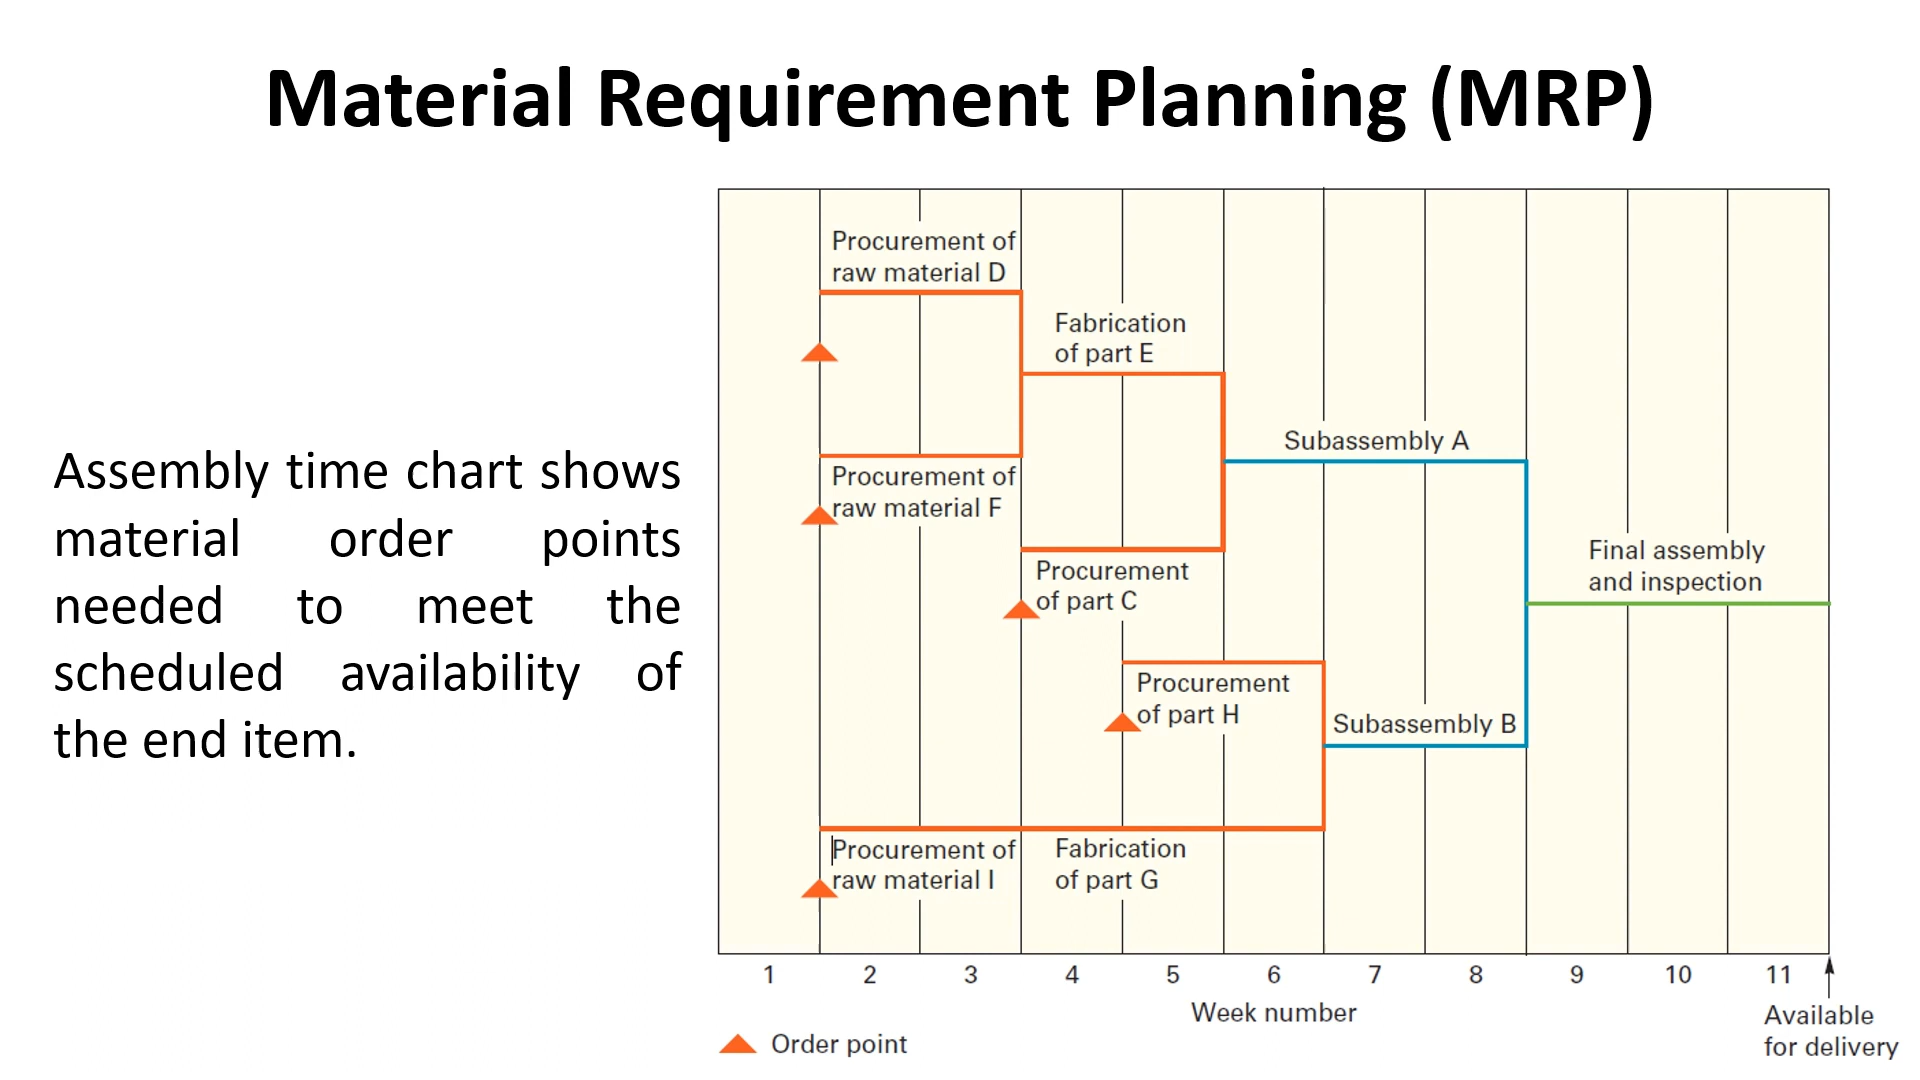 Material Requirement Planning (MRP)
Assembly time chart shows
material order points
needed to meet the
scheduled availability of
the end item.
Procurement of
raw material D
Fabrication
of part E
Subassembly A
Procurement of
raw material F
Final assembly
and inspection
Procurement
of part C
Procurement
of part H
Subassembly B
Procurement of
raw material I
Fabrication
of part G
1 2 3 4 5 6 7 8 9 10 11
Week number
Available
for delivery
Order point